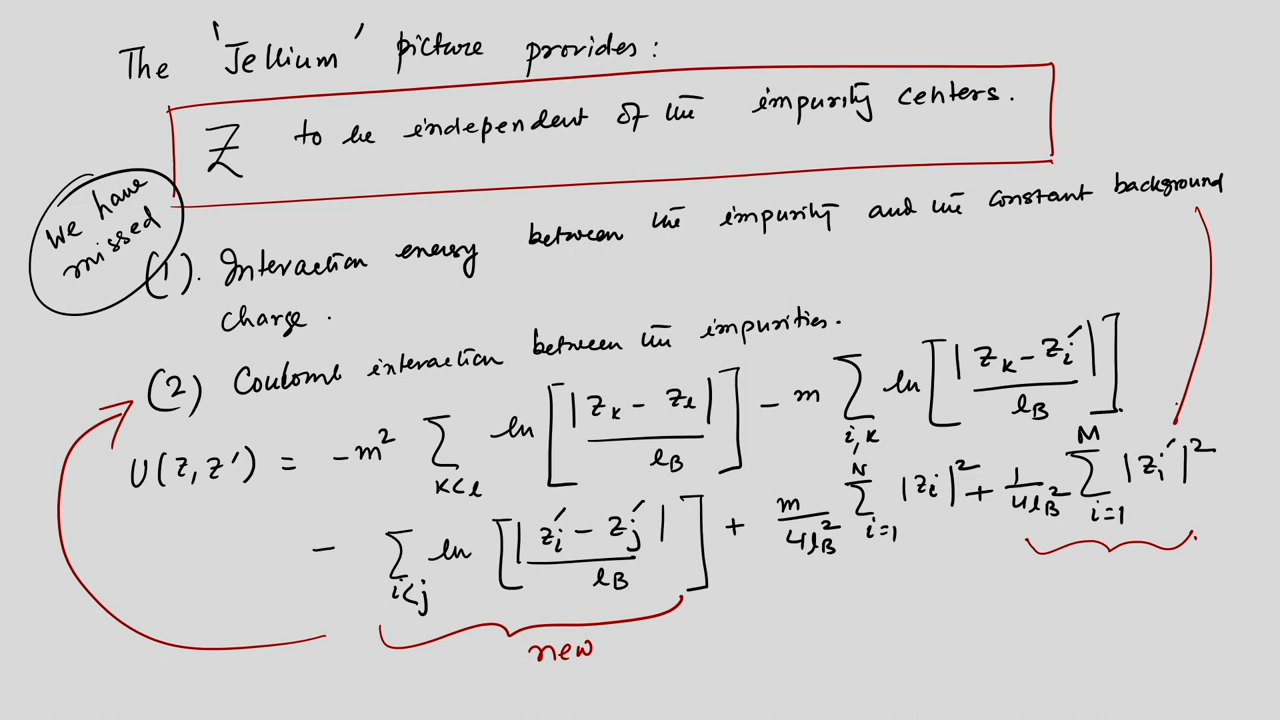 The 'Jellium' picture provides:
Z to be independent of the impurity centers.
We have missed
(1). Interaction energy between the impurity and the constant background
charge.
(2) Coulomb interaction between the impurities.
U(z, z') = -m² Σ_{k<l} ln [ |z_k - z_l| / l_B ] - m Σ_{i,k} ln [ |z_k - z_i'| / l_B ]
- Σ_{i<j} ln [ |z_i' - z_j'| / l_B ] + m/4l_B² Σ_{i=1}^{N} |z_i|² + 1/4l_B² Σ_{i=1}^{M} |z_i'|²
new